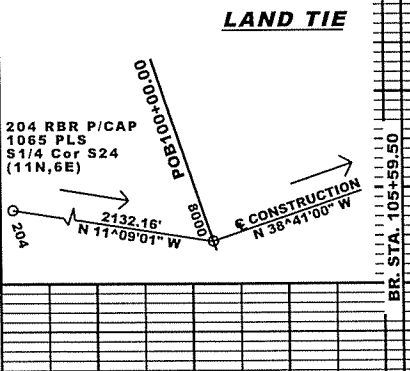 LAND TIE
204 RBR P/CAP
1065 PLS
S1/4 Cor S24
(11N,6E)
POB100+00.00
2132.16'
N 11°09'01" W
204
0008
℄ CONSTRUCTION
N 38°41'00" W
BR. STA. 105+59.50